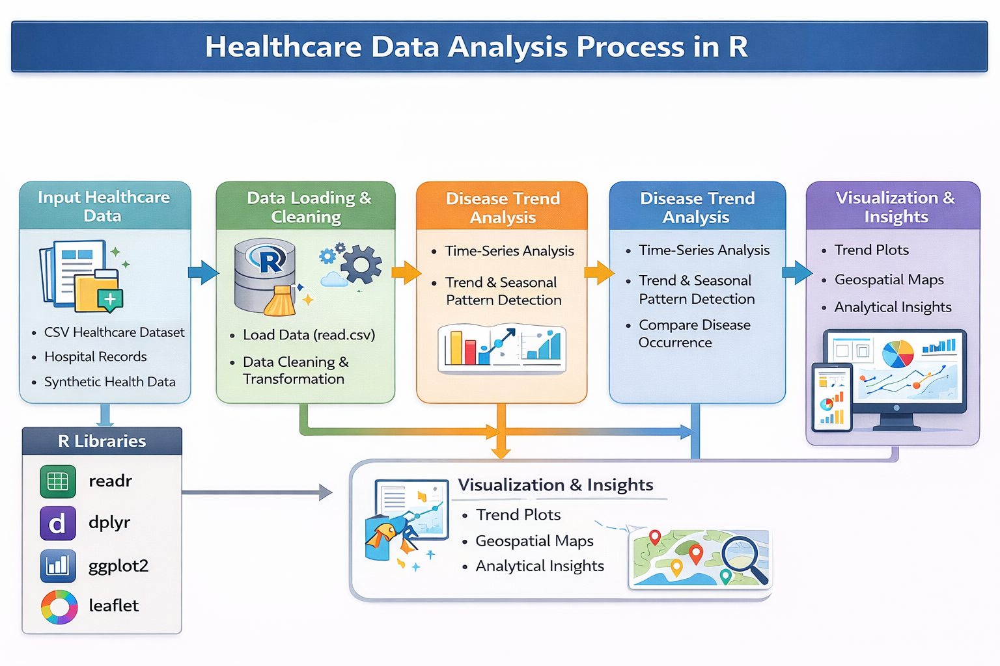 Healthcare Data Analysis Process in R
Input Healthcare
Data
• CSV Healthcare Dataset
• Hospital Records
• Synthetic Health Data
Data Loading &
Cleaning
R
• Load Data (read.csv)
• Data Cleaning &
Transformation
Disease Trend
Analysis
• Time-Series Analysis
• Trend & Seasonal
Pattern Detection
Disease Trend
Analysis
• Time-Series Analysis
• Trend & Seasonal
Pattern Detection
• Compare Disease
Occurrence
Visualization &
Insights
• Trend Plots
• Geospatial Maps
• Analytical Insights
R Libraries
readr
d dplyr
ggplot2
leaflet
Visualization & Insights
• Trend Plots
• Geospatial Maps
• Analytical Insights